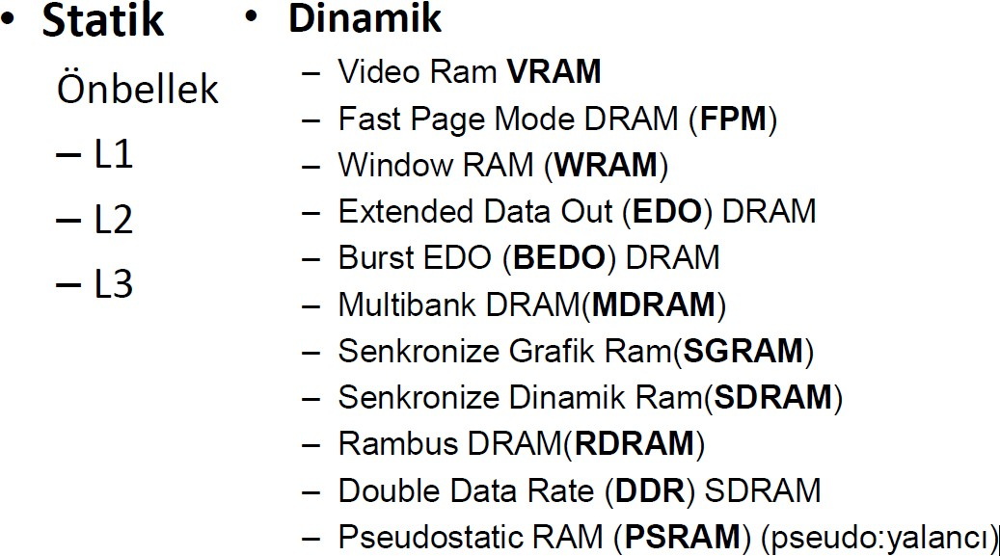 • Statik
Önbellek
– L1
– L2
– L3
• Dinamik
– Video Ram VRAM
– Fast Page Mode DRAM (FPM)
– Window RAM (WRAM)
– Extended Data Out (EDO) DRAM
– Burst EDO (BEDO) DRAM
– Multibank DRAM(MDRAM)
– Senkronize Grafik Ram(SGRAM)
– Senkronize Dinamik Ram(SDRAM)
– Rambus DRAM(RDRAM)
– Double Data Rate (DDR) SDRAM
– Pseudostatic RAM (PSRAM) (pseudo:yalancı)